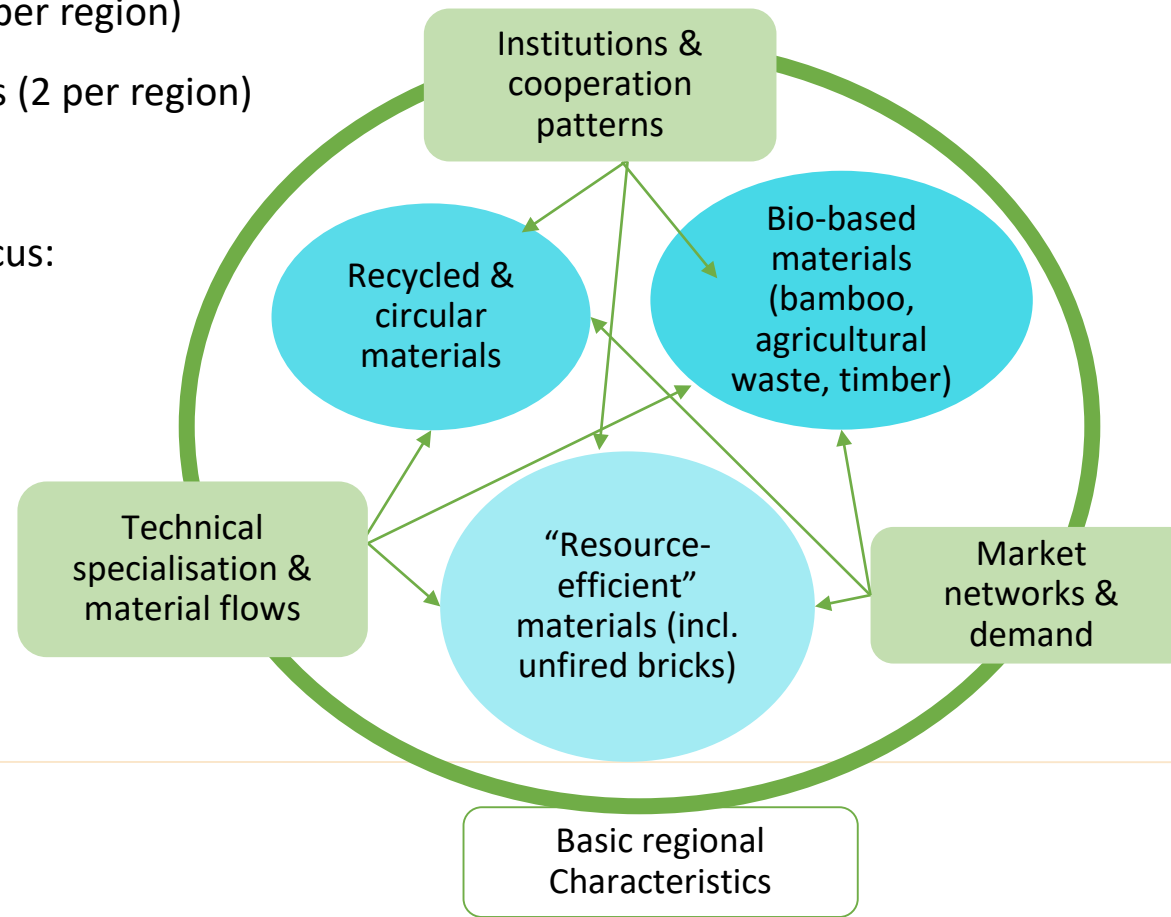 per region)
s (2 per region)
cus:
Institutions &
cooperation
patterns
Recycled &
circular
materials
Bio-based
materials
(bamboo,
agricultural
waste, timber)
Technical
specialisation &
material flows
“Resource-
efficient”
materials (incl.
unfired bricks)
Market
networks &
demand
Basic regional
Characteristics